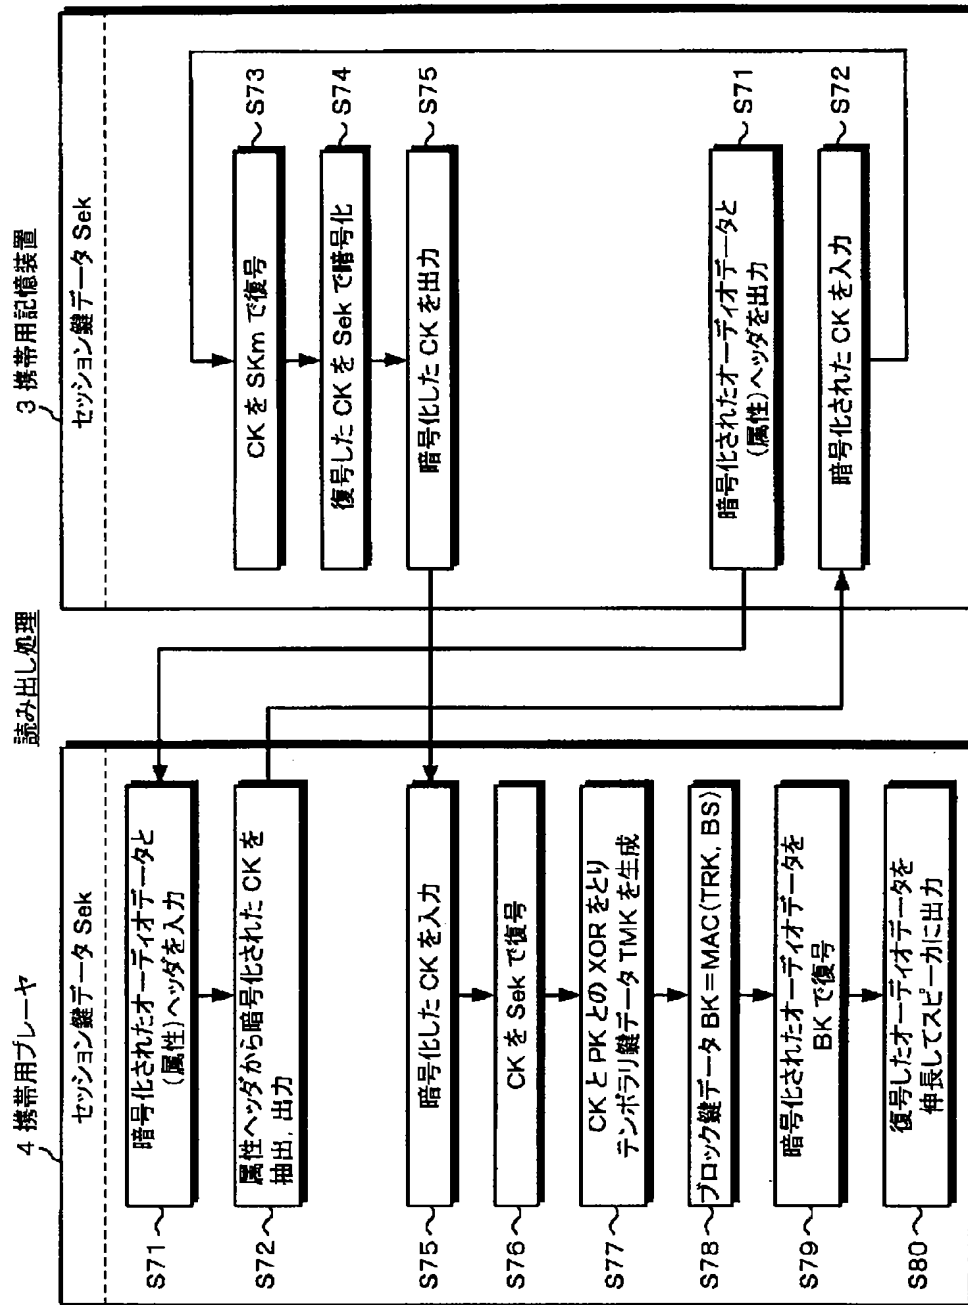 読み出し処理
4 携帯用プレーヤ
セッション鍵データ Sek
S71
暗号化されたオーディオデータと
(属性)ヘッダを入力
S72
属性ヘッダから暗号化された CK を
抽出, 出力
S75
暗号化した CK を入力
S76
CK を Sek で復号
S77
CK と PK との XOR をとり
テンポラリ鍵データ TMK を生成
S78
ブロック鍵データ BK=MAC(TRK, BS)
S79
暗号化されたオーディオデータを
BK で復号
S80
復号したオーディオデータを
伸長してスピーカに出力
3 携帯用記憶装置
セッション鍵データ Sek
CK を SKm で復号
S73
復号した CK を Sek で暗号化
S74
暗号化した CK を出力
S75
暗号化されたオーディオデータと
(属性)ヘッダを出力
S71
暗号化された CK を入力
S72